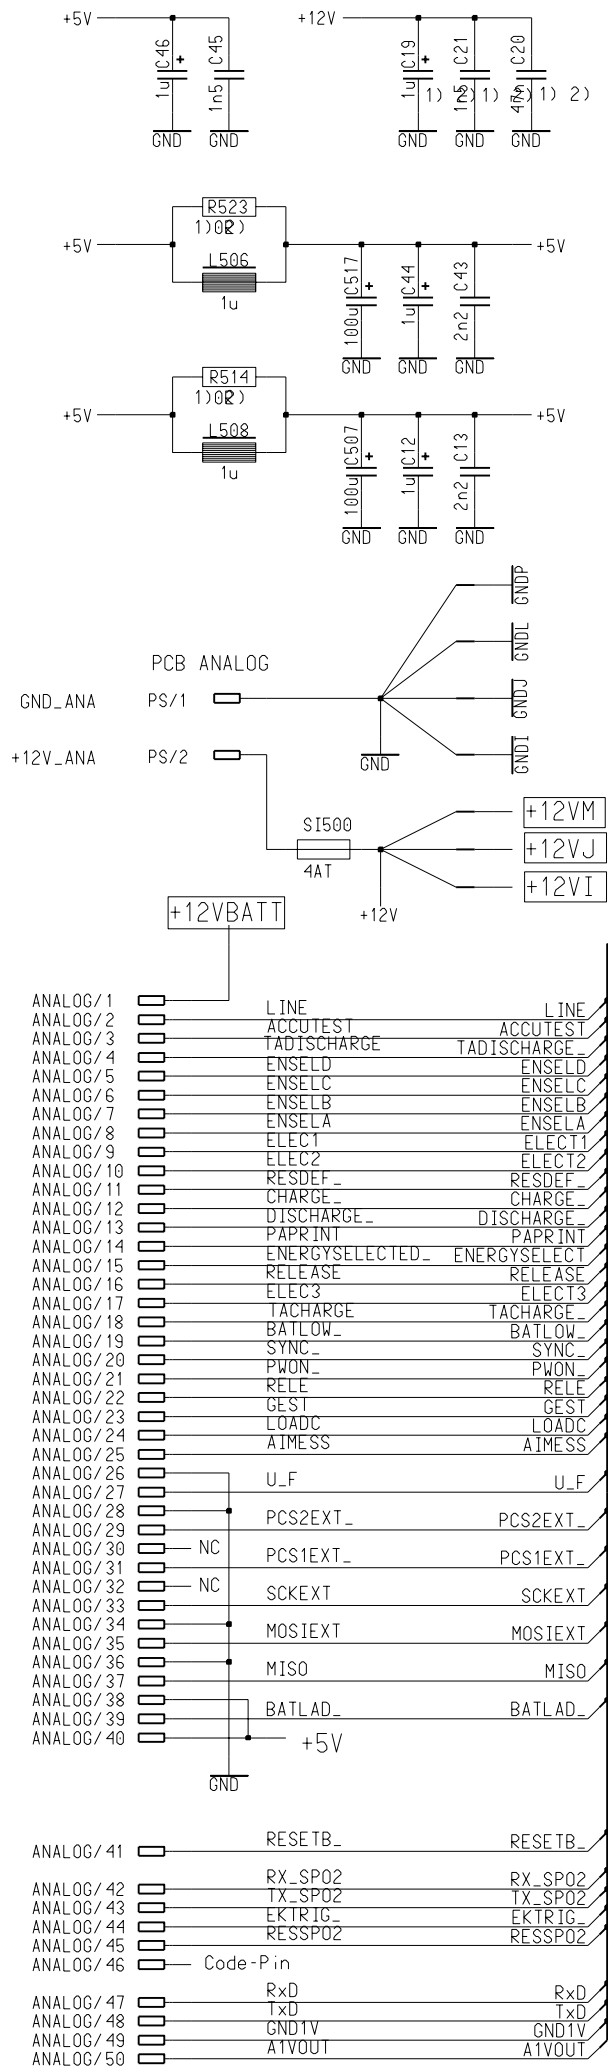 +5V
1u C46 +
1n5 C45
GND
GND
+12V
1u C19 +
1n5 C21
47n C20
1) 2) 1) 2) 1) 2)
GND
GND
GND
+5V
R523
1) 2)
L506
1u
100u C517 +
1u C44 +
2n2 C43
+5V
GND
GND
GND
+5V
R514
1) 2)
L508
1u
100u C507 +
1u C12 +
2n2 C13
+5V
GND
GND
GND
GNDP
GNDL
PCB ANALOG
GND_ANA PS/1
GNDJ
+12V_ANA PS/2
GND
GNDI
+12VM
SI500
+12VJ
4AT
+12VI
+12V
+12VBATT
ANALOG/1
ANALOG/2 LINE LINE
ANALOG/3 ACCUTEST ACCUTEST
ANALOG/4 TADISCHARGE TADISCHARGE_
ANALOG/5 ENSELD ENSELD
ANALOG/6 ENSELC ENSELC
ANALOG/7 ENSELB ENSELB
ANALOG/8 ENSELA ENSELA
ANALOG/9 ELEC1 ELECT1
ANALOG/10 ELEC2 ELECT2
ANALOG/11 RESDEF_ RESDEF_
ANALOG/12 CHARGE_ CHARGE_
ANALOG/13 DISCHARGE_ DISCHARGE_
ANALOG/14 PAPRINT PAPRINT
ANALOG/15 ENERGYSELECTED_ ENERGYSELECT
ANALOG/16 RELEASE RELEASE
ANALOG/17 ELEC3 ELECT3
ANALOG/18 TACHARGE TACHARGE_
ANALOG/19 BATLOW_ BATLOW_
ANALOG/20 SYNC_ SYNC_
ANALOG/21 PWON_ PWON_
ANALOG/22 RELE RELE
ANALOG/23 GEST GEST
ANALOG/24 LOADC LOADC
ANALOG/25 AIMESS AIMESS
ANALOG/26
ANALOG/27 U_F U_F
ANALOG/28
ANALOG/29 PCS2EXT_ PCS2EXT_
ANALOG/30 NC
ANALOG/31 PCS1EXT_ PCS1EXT_
ANALOG/32 NC
ANALOG/33 SCKEXT SCKEXT
ANALOG/34
ANALOG/35 MOSIEXT MOSIEXT
ANALOG/36
ANALOG/37 MISO MISO
ANALOG/38
ANALOG/39 BATLAD_ BATLAD_
ANALOG/40 +5V
GND
ANALOG/41 RESETB_ RESETB_
ANALOG/42 RX_SPO2 RX_SPO2
ANALOG/43 TX_SPO2 TX_SPO2
ANALOG/44 EKTRIG_ EKTRIG_
ANALOG/45 RESSPO2 RESSPO2
ANALOG/46 Code-Pin
ANALOG/47 RxD RxD
ANALOG/48 TxD TxD
ANALOG/49 GND1V GND1V
ANALOG/50 A1VOUT A1VOUT